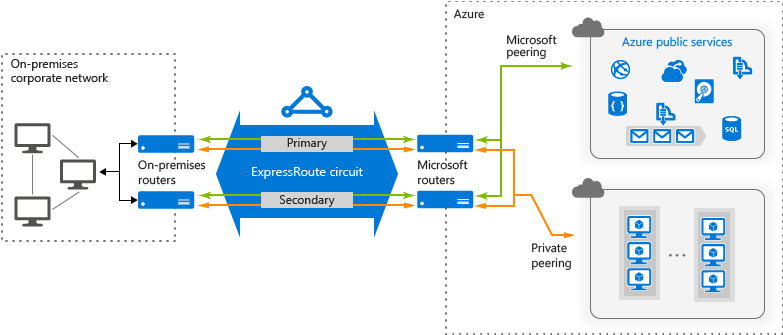 Azure
On-premises
corporate network
Microsoft
peering
Azure public services
{ }
SQL
Primary
On-premises
routers
ExpressRoute circuit
Microsoft
routers
Secondary
Private
peering
...